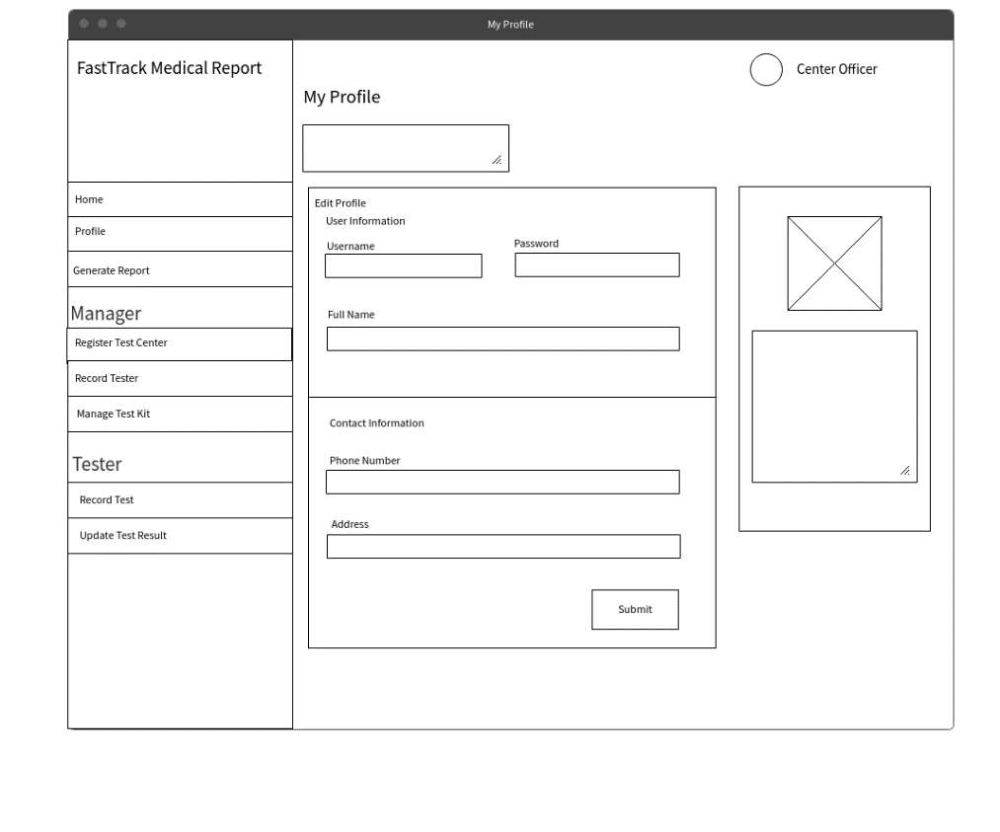 My Profile
FastTrack Medical Report
Center Officer
My Profile
Home
Profile
Generate Report
Manager
Register Test Center
Record Tester
Manage Test Kit
Tester
Record Test
Update Test Result
Edit Profile
User Information
Username
Password
Full Name
Contact Information
Phone Number
Address
Submit